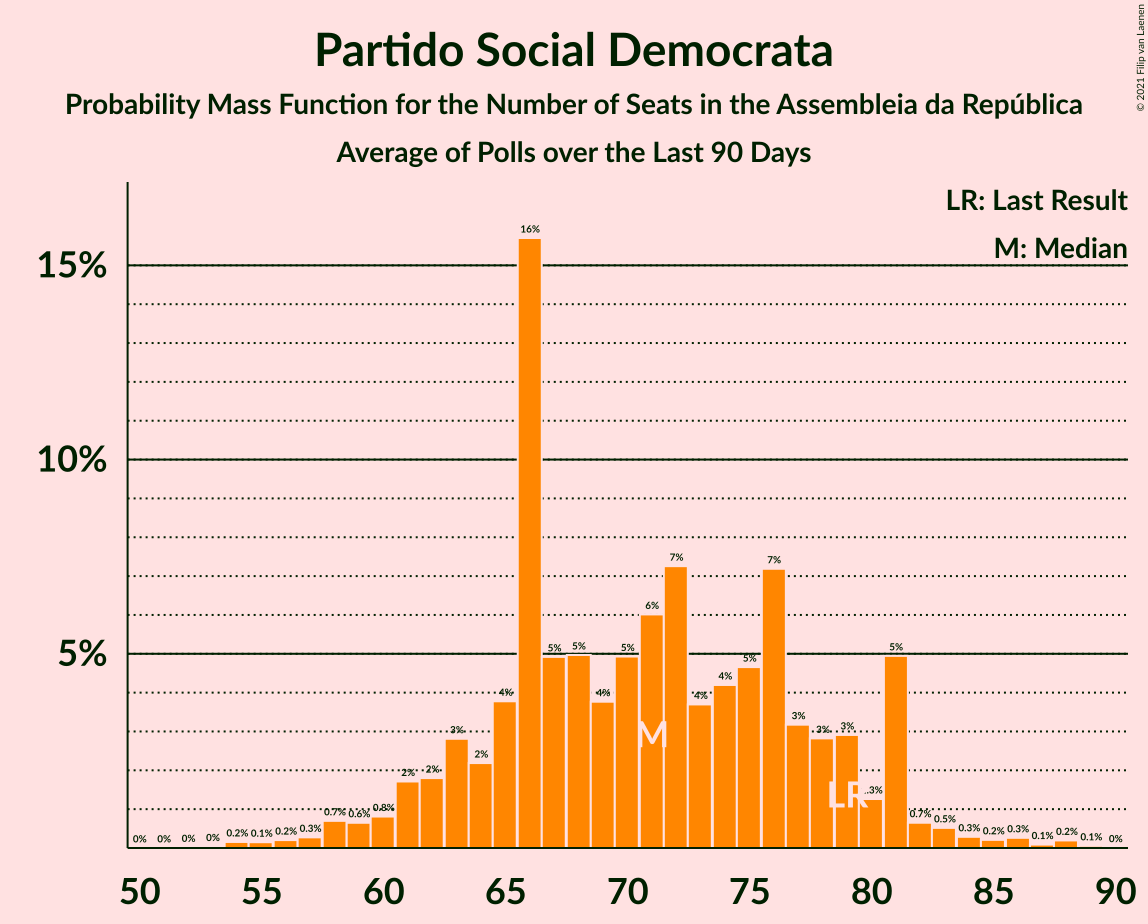 Partido Social Democrata
Probability Mass Function for the Number of Seats in the Assembleia da República
Average of Polls over the Last 90 Days
© 2021 Filip van Laenen
LR: Last Result
M: Median
15%
10%
5%
0% 0% 0% 0% 0.2% 0.1% 0.2% 0.3% 0.7% 0.6% 0.8% 2% 2% 3% 2% 4% 16% 5% 5% 4% 5% 6% 7% 4% 4% 5% 7% 3% 3% 3% .3% 5% 0.7% 0.5% 0.3% 0.2% 0.3% 0.1% 0.2% 0.1% 0%
M
LR
50 55 60 65 70 75 80 85 90